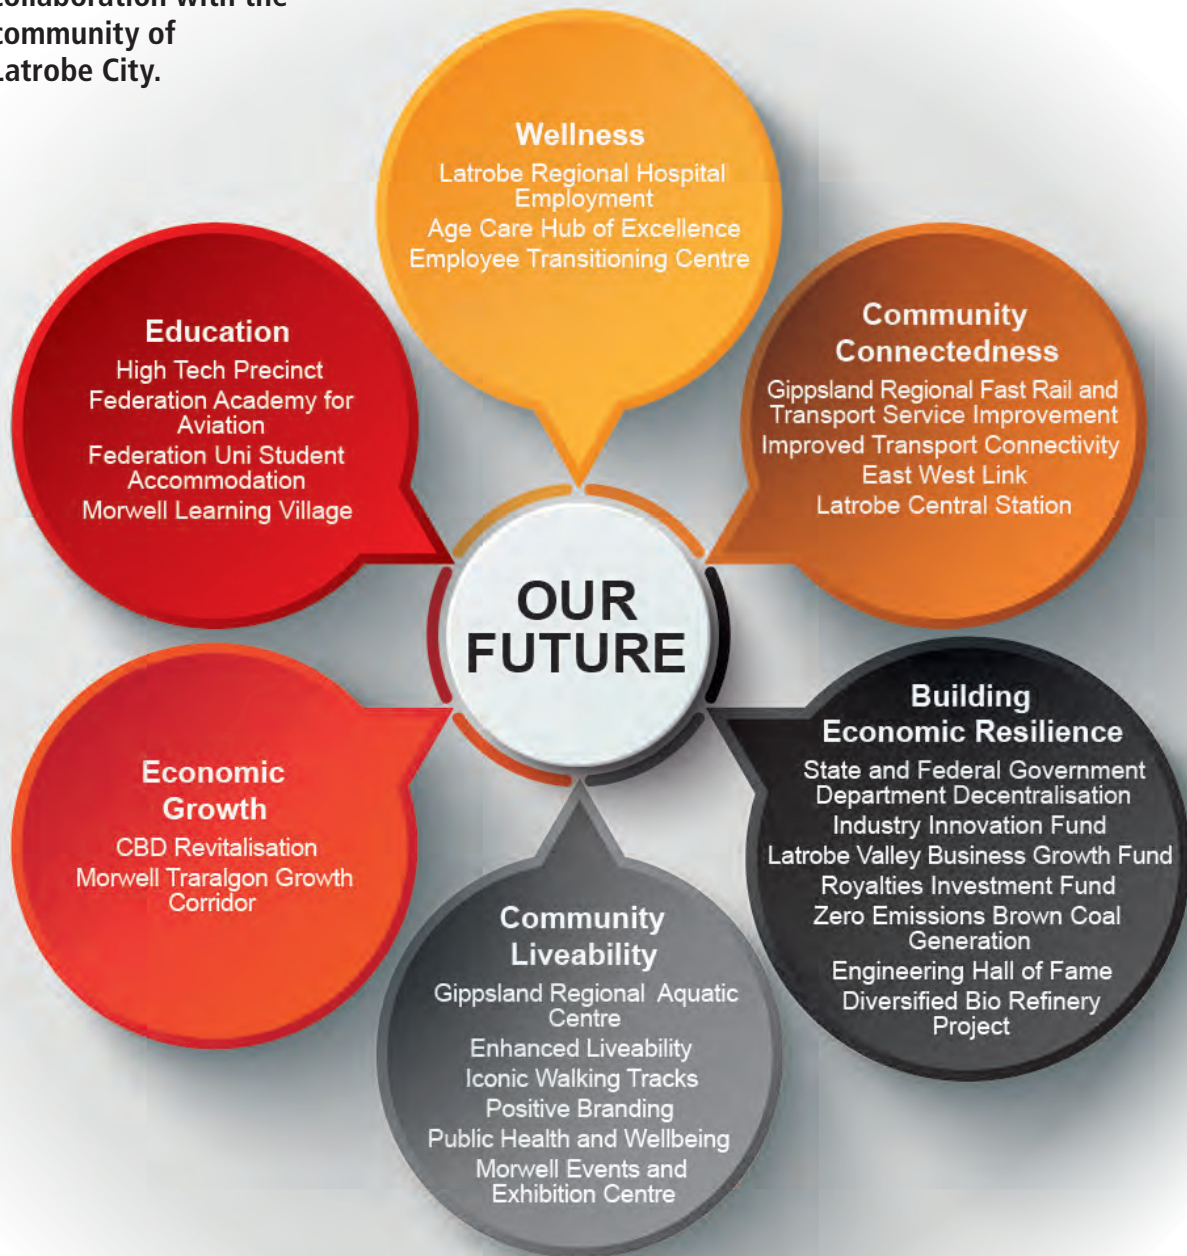 collaboration with the
community of
Latrobe City.
Wellness
Latrobe Regional Hospital
Employment
Age Care Hub of Excellence
Employee Transitioning Centre
Education
High Tech Precinct
Federation Academy for
Aviation
Federation Uni Student
Accommodation
Morwell Learning Village
Community
Connectedness
Gippsland Regional Fast Rail and
Transport Service Improvement
Improved Transport Connectivity
East West Link
Latrobe Central Station
OUR
FUTURE
Economic
Growth
CBD Revitalisation
Morwell Traralgon Growth
Corridor
Building
Economic Resilience
State and Federal Government
Department Decentralisation
Industry Innovation Fund
Latrobe Valley Business Growth Fund
Royalties Investment Fund
Zero Emissions Brown Coal
Generation
Engineering Hall of Fame
Diversified Bio Refinery
Project
Community
Liveability
Gippsland Regional Aquatic
Centre
Enhanced Liveability
Iconic Walking Tracks
Positive Branding
Public Health and Wellbeing
Morwell Events and
Exhibition Centre